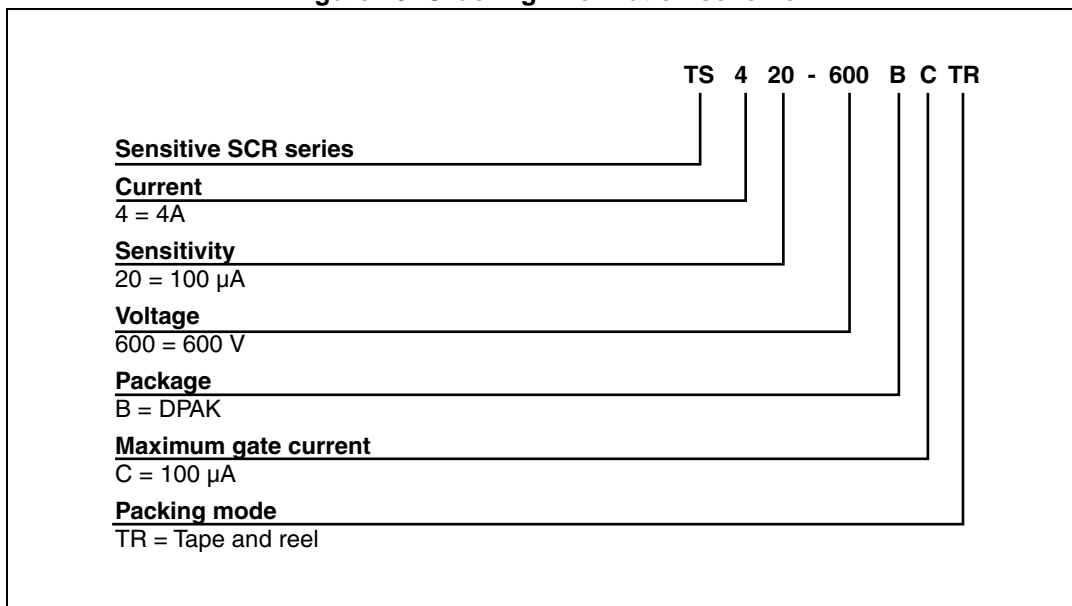 TS 4 20 - 600 B C TR
Sensitive SCR series
Current
4 = 4A
Sensitivity
20 = 100 µA
Voltage
600 = 600 V
Package
B = DPAK
Maximum gate current
C = 100 µA
Packing mode
TR = Tape and reel